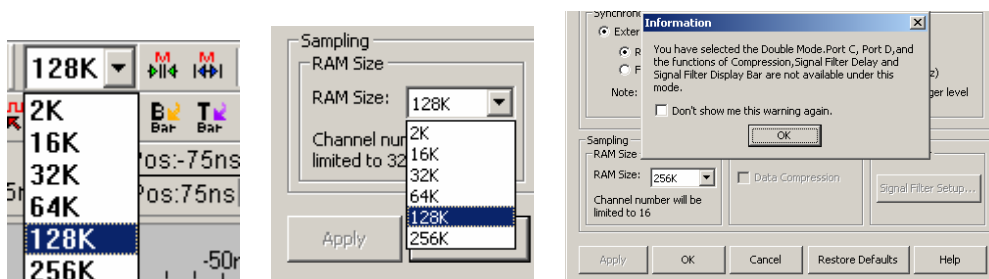 128K
2K
16K
32K
64K
128K
256K
B
Bar
T
Bar
Pos:-75ns
Pos:75ns
-50n
Sampling
RAM Size
RAM Size:
128K
Channel num
limited to 32
2K
16K
32K
64K
128K
256K
Apply
Synchron
Exter
R
F
Note:
Information
You have selected the Double Mode.Port C, Port D,and
the functions of Compression,Signal Filter Delay and
Signal Filter Display Bar are not available under this
mode.
Don't show me this warning again.
OK
z)
ger level
Sampling
RAM Size
RAM Size:
256K
Channel number will be
limited to 16
Data Compression
Signal Filter Setup...
Apply
OK
Cancel
Restore Defaults
Help